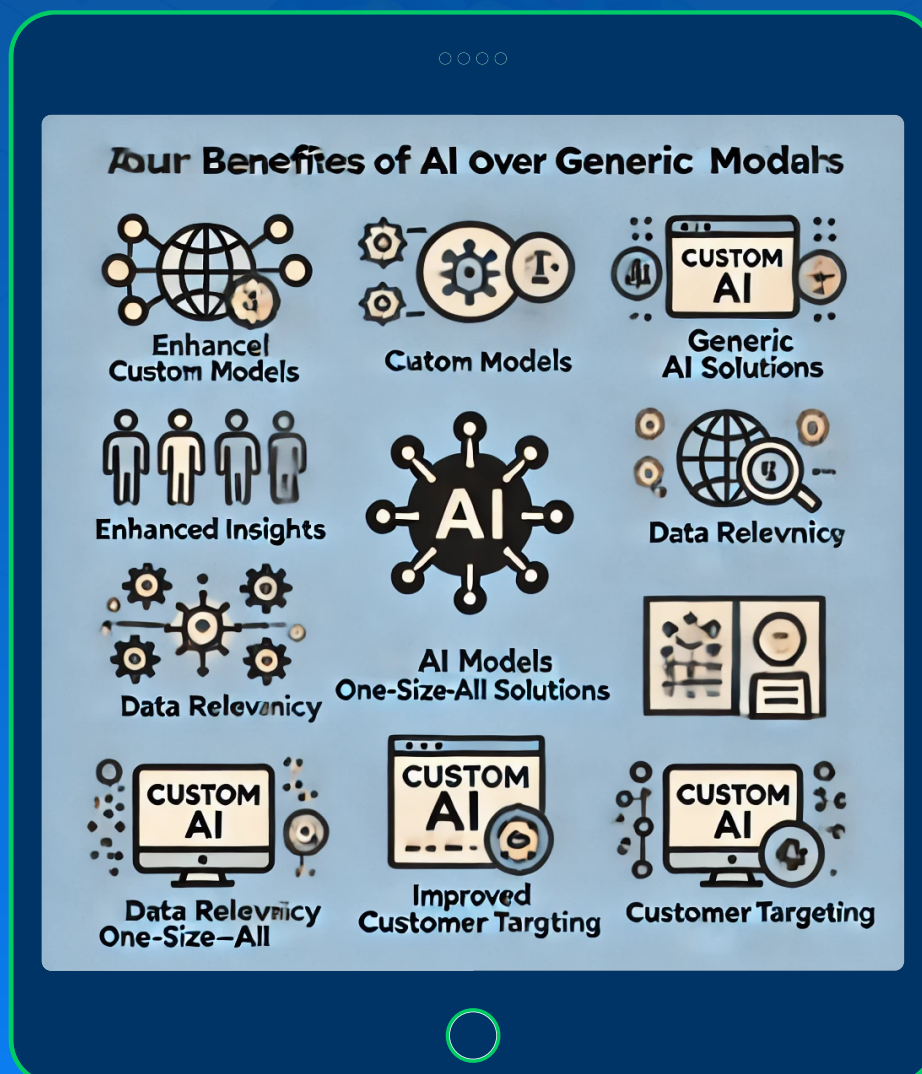 Four Benefites of AI over Generic Modals
CUSTOM
AI
Enhancel
Custom Models
Cutom Models
Generic
AI Solutions
Enhanced Insights
AI
Data Relevnicy
Data Relevanicy
AI Models
One-Size-All Solutions
CUSTOM
AI
Data Relevnicy
One-Size–All
CUSTOM
AI
Improved
Customer Targting
CUSTOM
AI
Customer Targeting